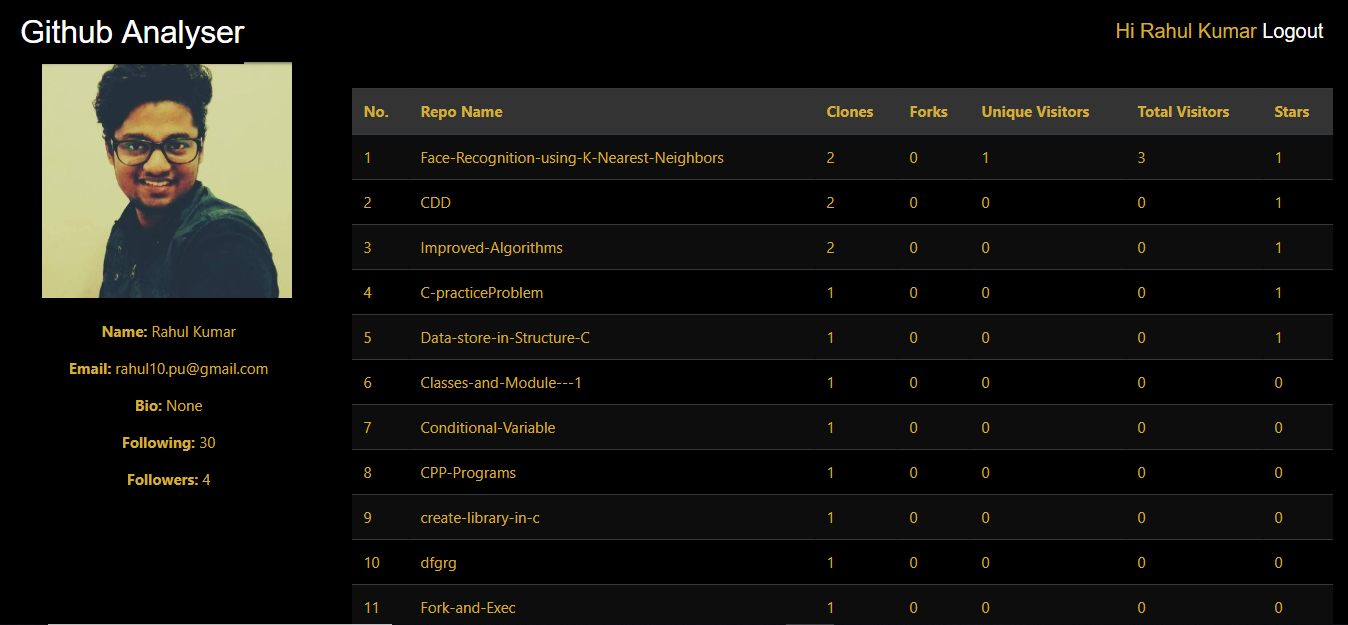 Github Analyser
Hi Rahul Kumar Logout
Name: Rahul Kumar
Email: rahul10.pu@gmail.com
Bio: None
Following: 30
Followers: 4
No. Repo Name Clones Forks Unique Visitors Total Visitors Stars
1 Face-Recognition-using-K-Nearest-Neighbors 2 0 1 3 1
2 CDD 2 0 0 0 1
3 Improved-Algorithms 2 0 0 0 1
4 C-practiceProblem 1 0 0 0 1
5 Data-store-in-Structure-C 1 0 0 0 1
6 Classes-and-Module---1 1 0 0 0 0
7 Conditional-Variable 1 0 0 0 0
8 CPP-Programs 1 0 0 0 0
9 create-library-in-c 1 0 0 0 0
10 dfgrg 1 0 0 0 0
11 Fork-and-Exec 1 0 0 0 0